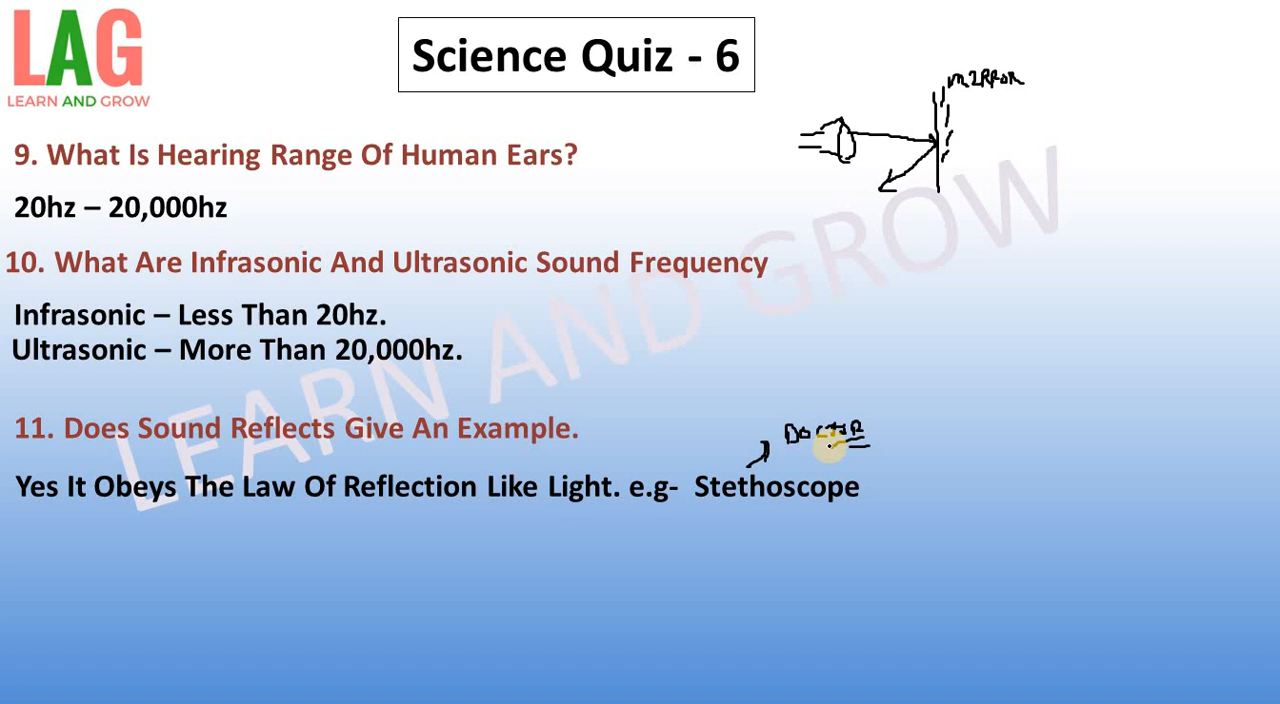 LAG
LEARN AND GROW
Science Quiz - 6
MIRROR
9. What Is Hearing Range Of Human Ears?
20hz – 20,000hz
10. What Are Infrasonic And Ultrasonic Sound Frequency
Infrasonic – Less Than 20hz.
Ultrasonic – More Than 20,000hz.
11. Does Sound Reflects Give An Example.
DOCTOR
Yes It Obeys The Law Of Reflection Like Light. e.g- Stethoscope
LEARN AND GROW